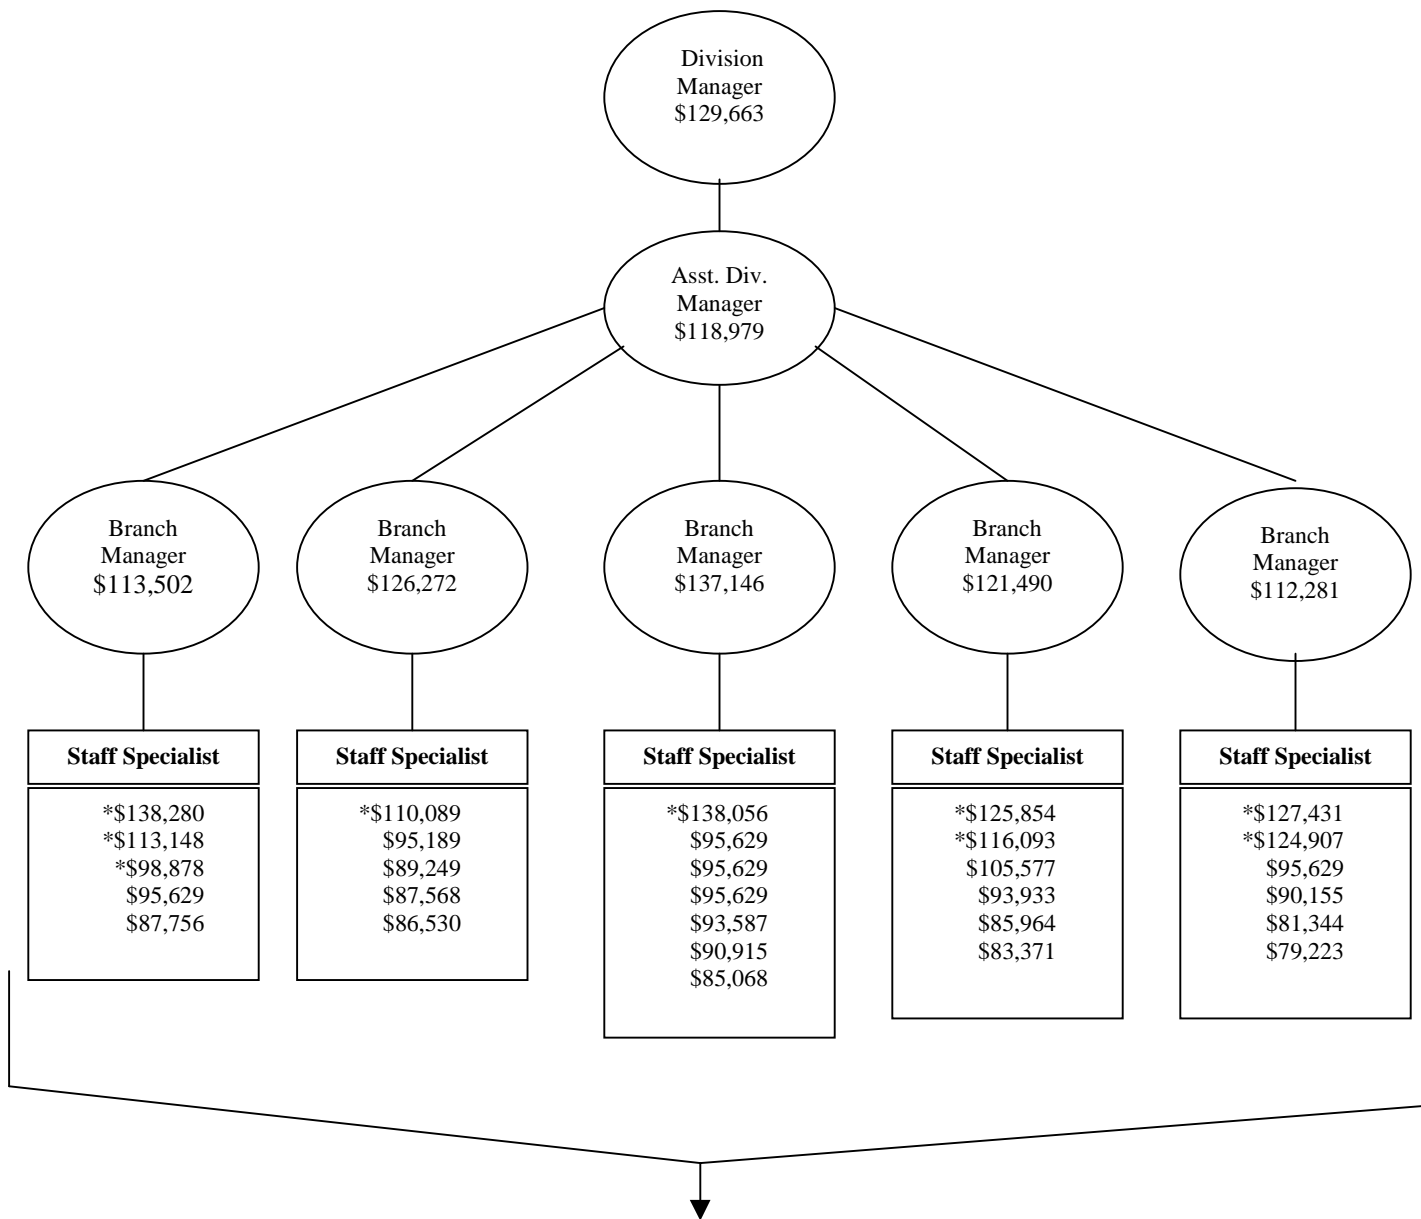 Division
Manager
$129,663
Asst. Div.
Manager
$118,979
Branch
Manager
$113,502
Branch
Manager
$126,272
Branch
Manager
$137,146
Branch
Manager
$121,490
Branch
Manager
$112,281
Staff Specialist
*$138,280
*$113,148
*$98,878
$95,629
$87,756
Staff Specialist
*$110,089
$95,189
$89,249
$87,568
$86,530
Staff Specialist
*$138,056
$95,629
$95,629
$95,629
$93,587
$90,915
$85,068
Staff Specialist
*$125,854
*$116,093
$105,577
$93,933
$85,964
$83,371
Staff Specialist
*$127,431
*$124,907
$95,629
$90,155
$81,344
$79,223